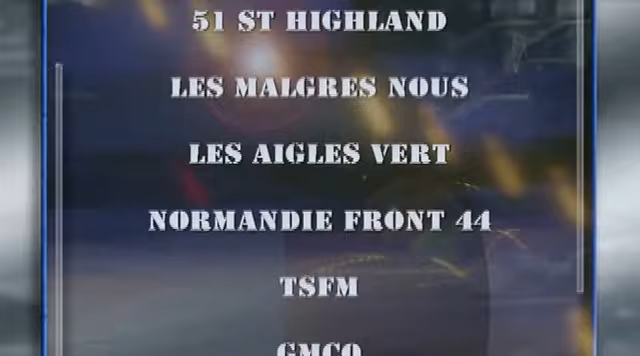 51 ST HIGHLAND
LES MALGRES NOUS
LES AIGLES VERT
NORMANDIE FRONT 44
TSFM